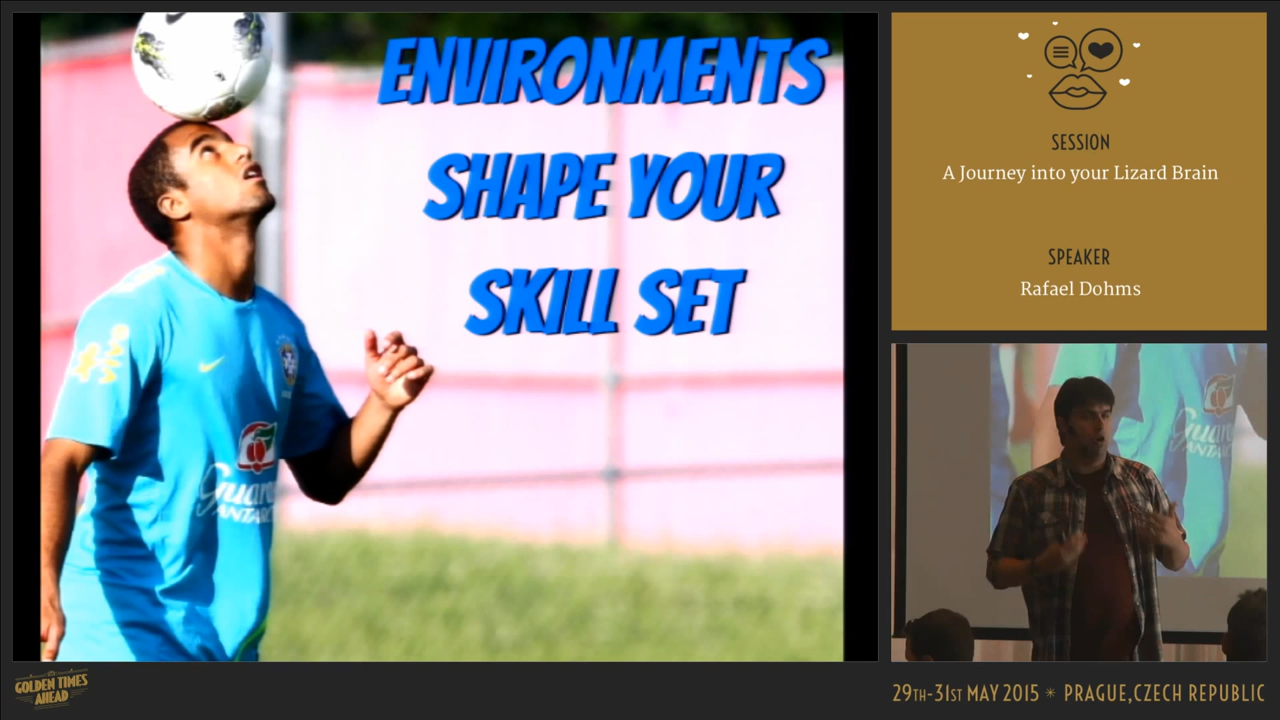 ENVIRONMENTS
SHAPE YOUR
SKILL SET
SESSION
A Journey into your Lizard Brain
SPEAKER
Rafael Dohms
GOLDEN TIMES
AHEAD
29TH-31ST MAY 2015 * PRAGUE, CZECH REPUBLIC